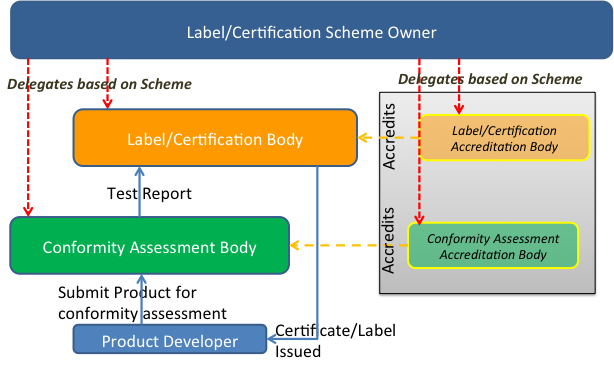 Label/Certification Scheme Owner
Delegates based on Scheme
Delegates based on Scheme
Label/Certification Body
Accredits
Label/Certification
Accreditation Body
Test Report
Conformity Assessment Body
Accredits
Conformity Assessment
Accreditation Body
Submit Product for
conformity assessment
Product Developer
Certificate/Label
Issued